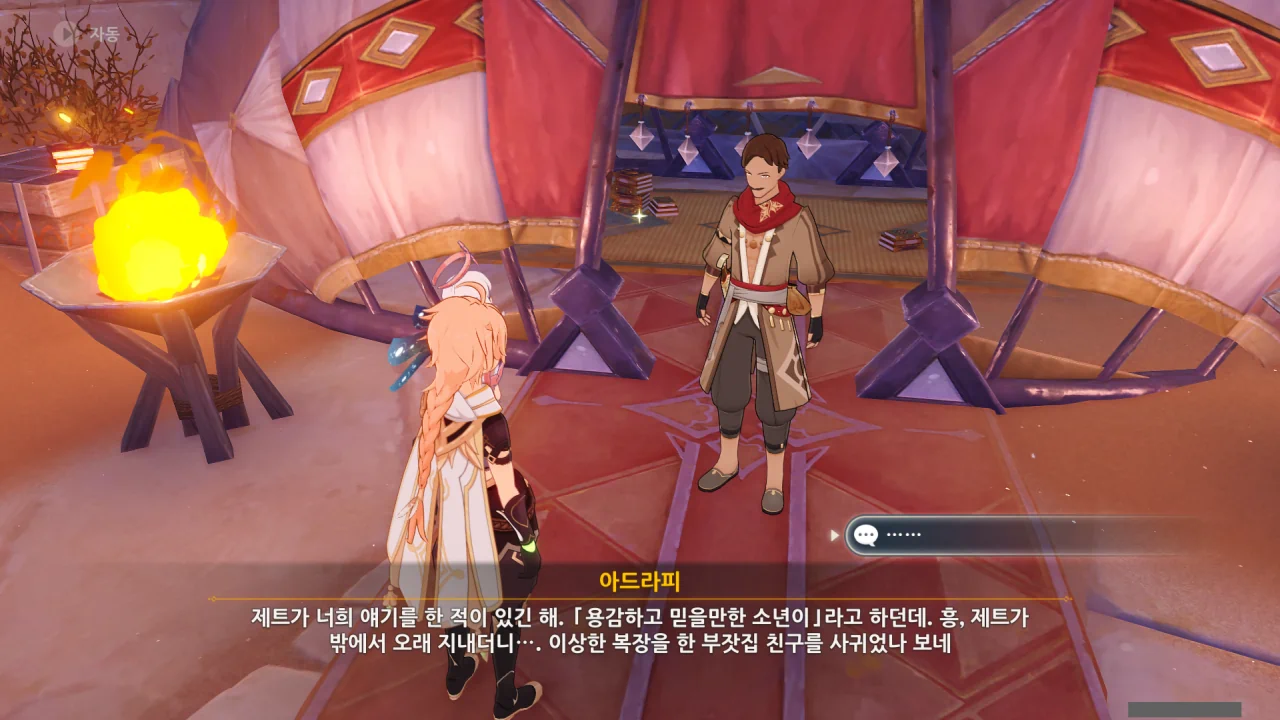 자동
……
아드라피
제트가 너희 얘기를 한 적이 있긴 해. 「용감하고 믿을만한 소년이」라고 하던데. 흥, 제트가
밖에서 오래 지내더니…. 이상한 복장을 한 부잣집 친구를 사귀었나 보네